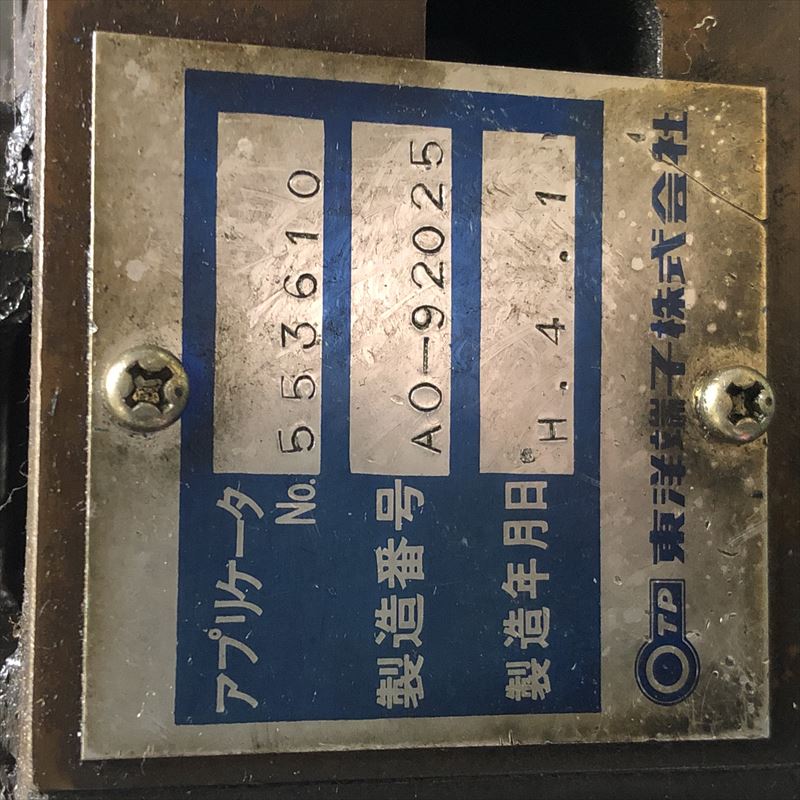 アプリケータ
No. 553610
製造番号 AO-92025
製造年月日 H.4.1
OTP 東洋端子株式会社